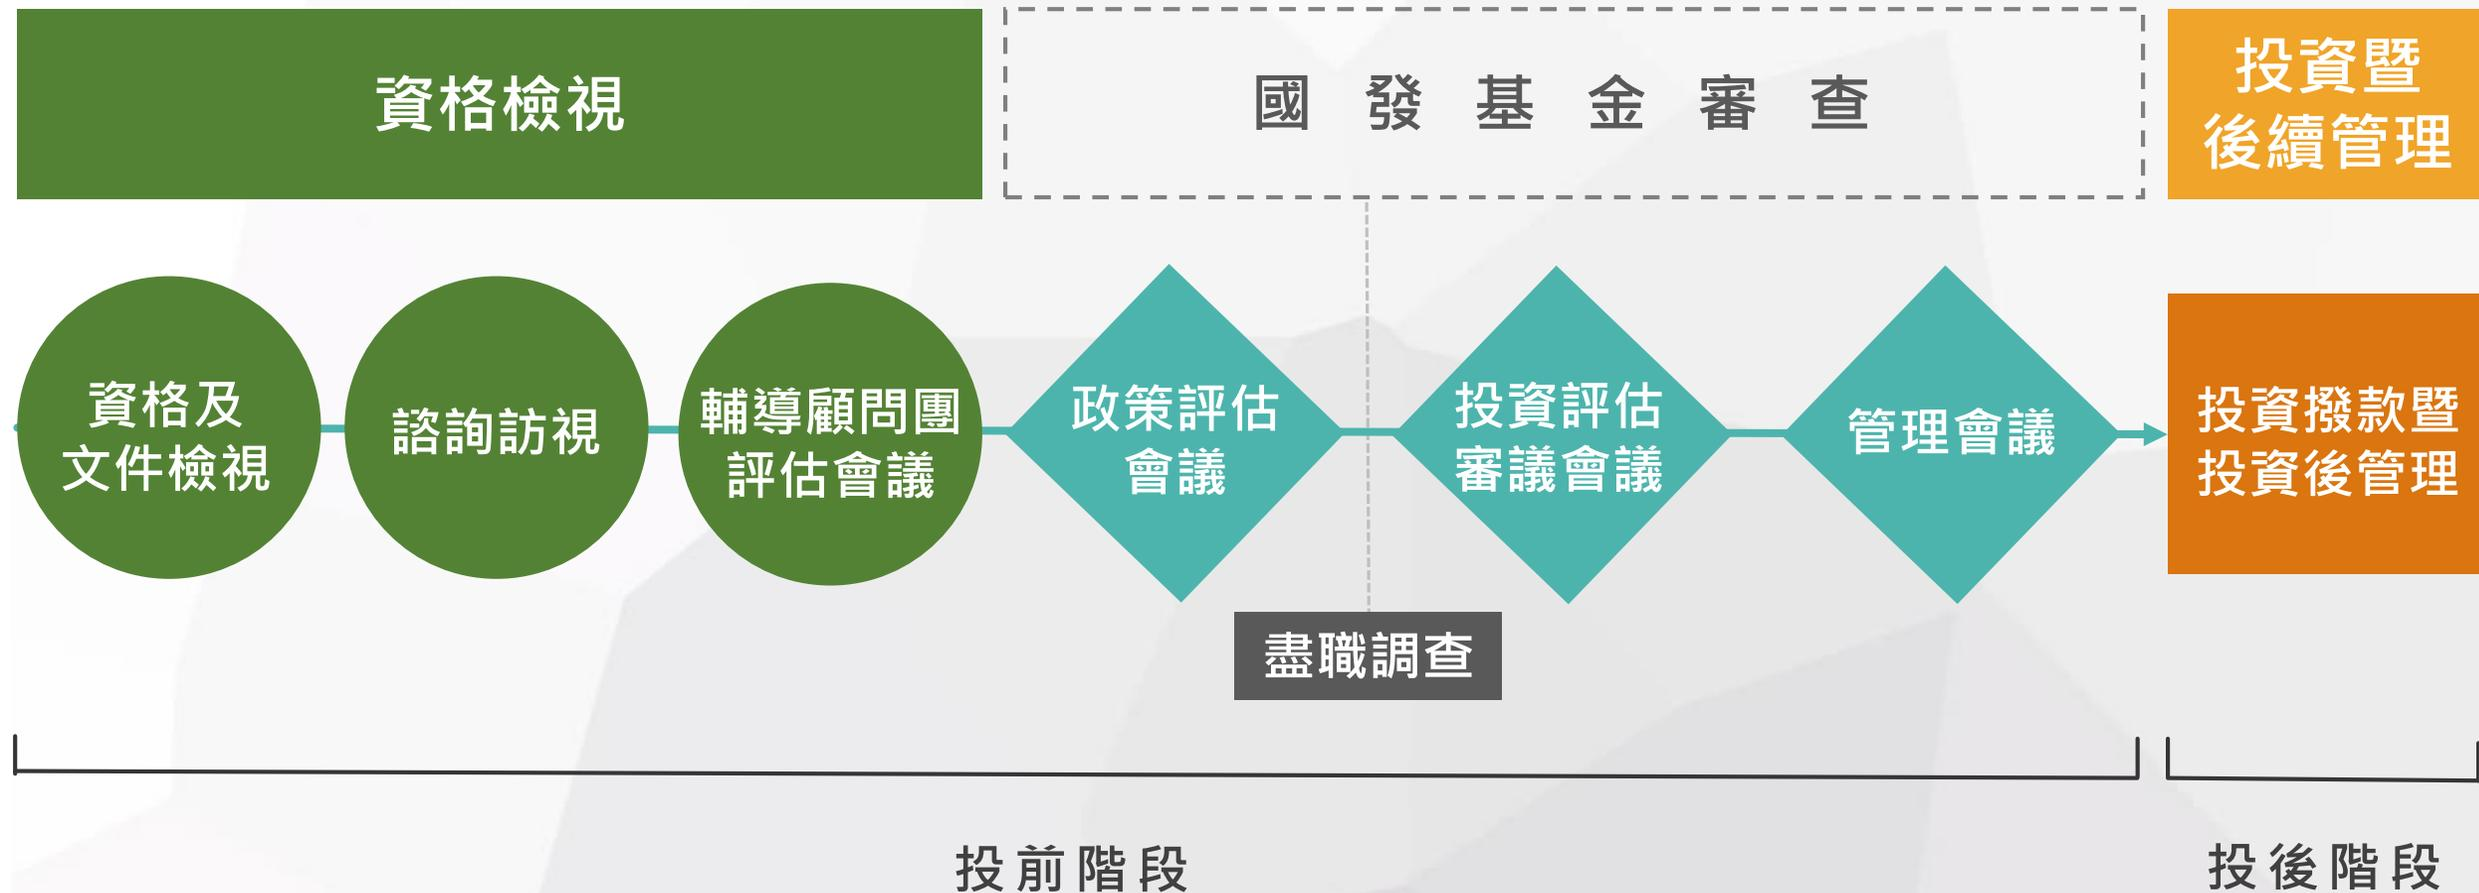 資格檢視
國發基金審查
投資暨
後續管理
資格及
文件檢視
諮詢訪視
輔導顧問團
評估會議
政策評估
會議
投資評估
審議會議
管理會議
投資撥款暨
投資後管理
盡職調查
投前階段
投後階段